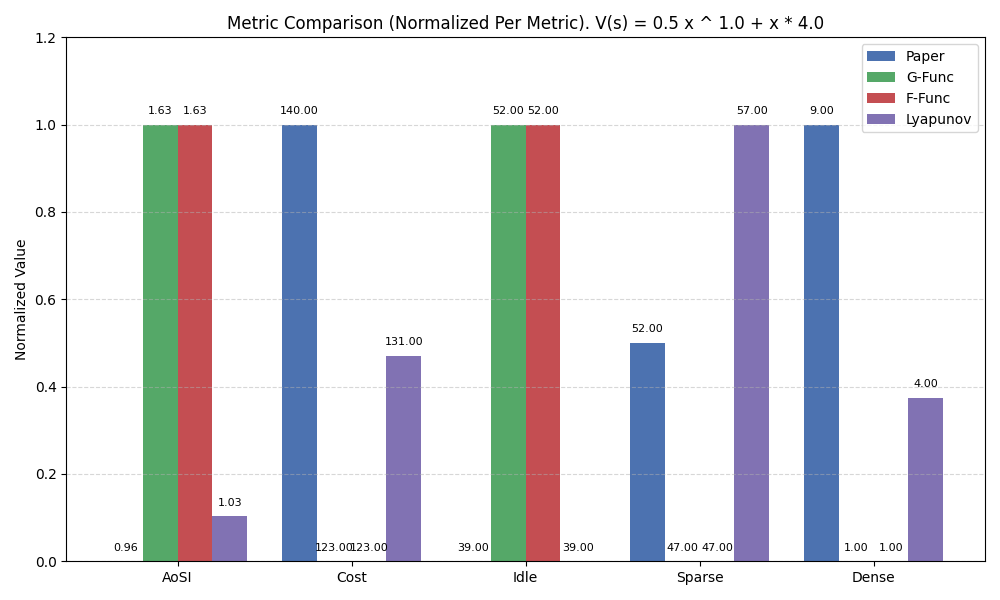 Metric Comparison (Normalized Per Metric). V(s) = 0.5 x ^ 1.0 + x * 4.0
Normalized Value
1.2
1.0
0.8
0.6
0.4
0.2
0.0
Paper
G-Func
F-Func
Lyapunov
0.96
1.63
1.63
1.03
140.00
123.00
123.00
131.00
39.00
52.00
52.00
39.00
52.00
47.00
47.00
57.00
9.00
1.00
1.00
4.00
AoSI
Cost
Idle
Sparse
Dense